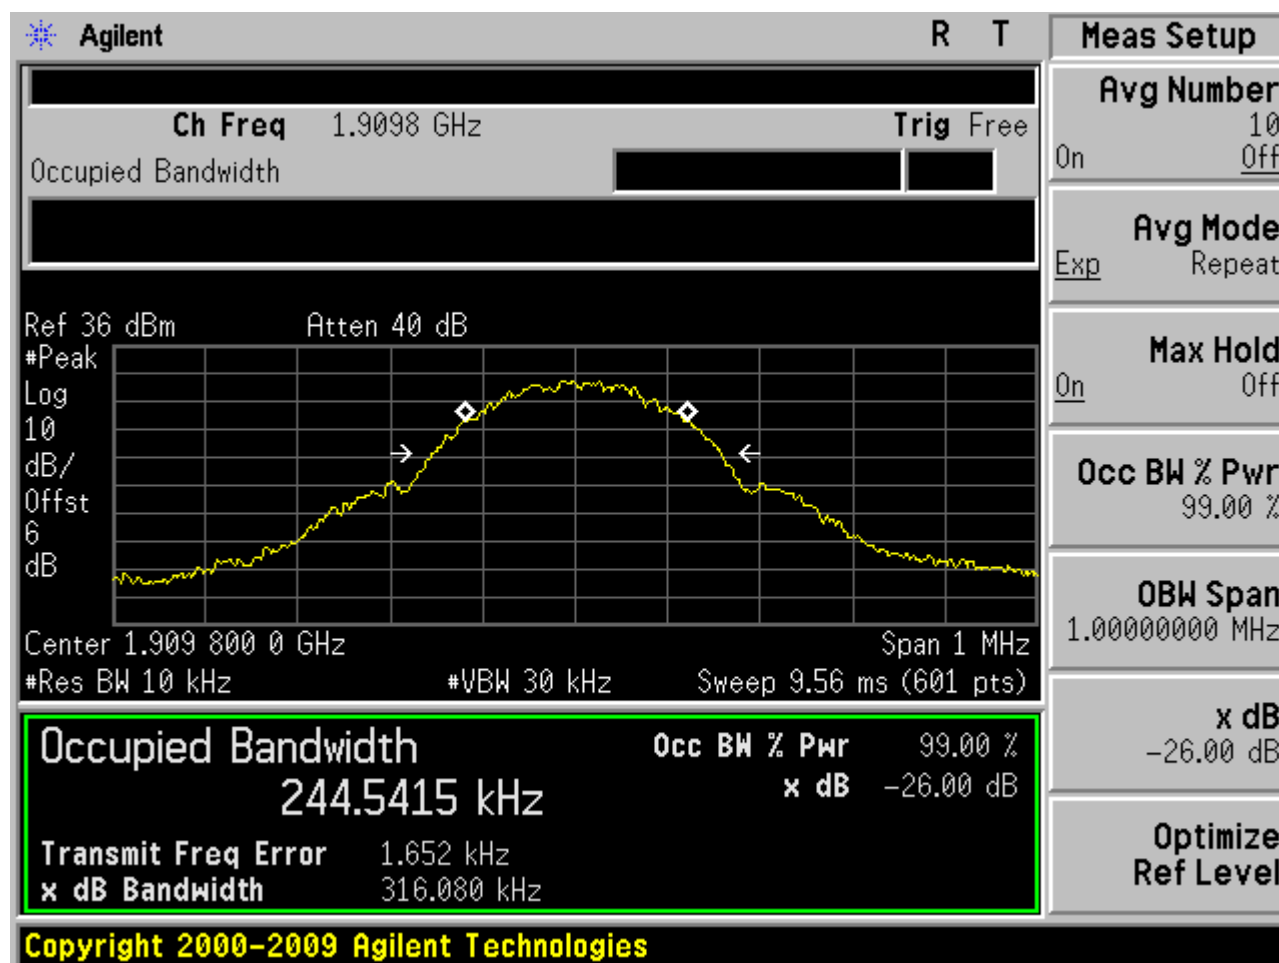 Agilent R T Meas Setup
Avg Number
10
On Off
Ch Freq 1.9098 GHz Trig Free
Occupied Bandwidth
Avg Mode
Exp Repeat
Ref 36 dBm Atten 40 dB
#Peak
Log
10
dB/
Offst
6
dB
Max Hold
On Off
Occ BW % Pwr
99.00 %
OBW Span
1.00000000 MHz
Center 1.909 800 0 GHz Span 1 MHz
#Res BW 10 kHz #VBW 30 kHz Sweep 9.56 ms (601 pts)
x dB
-26.00 dB
Occupied Bandwidth Occ BW % Pwr 99.00 %
244.5415 kHz x dB -26.00 dB
Transmit Freq Error 1.652 kHz
x dB Bandwidth 316.080 kHz
Optimize
Ref Level
Copyright 2000-2009 Agilent Technologies